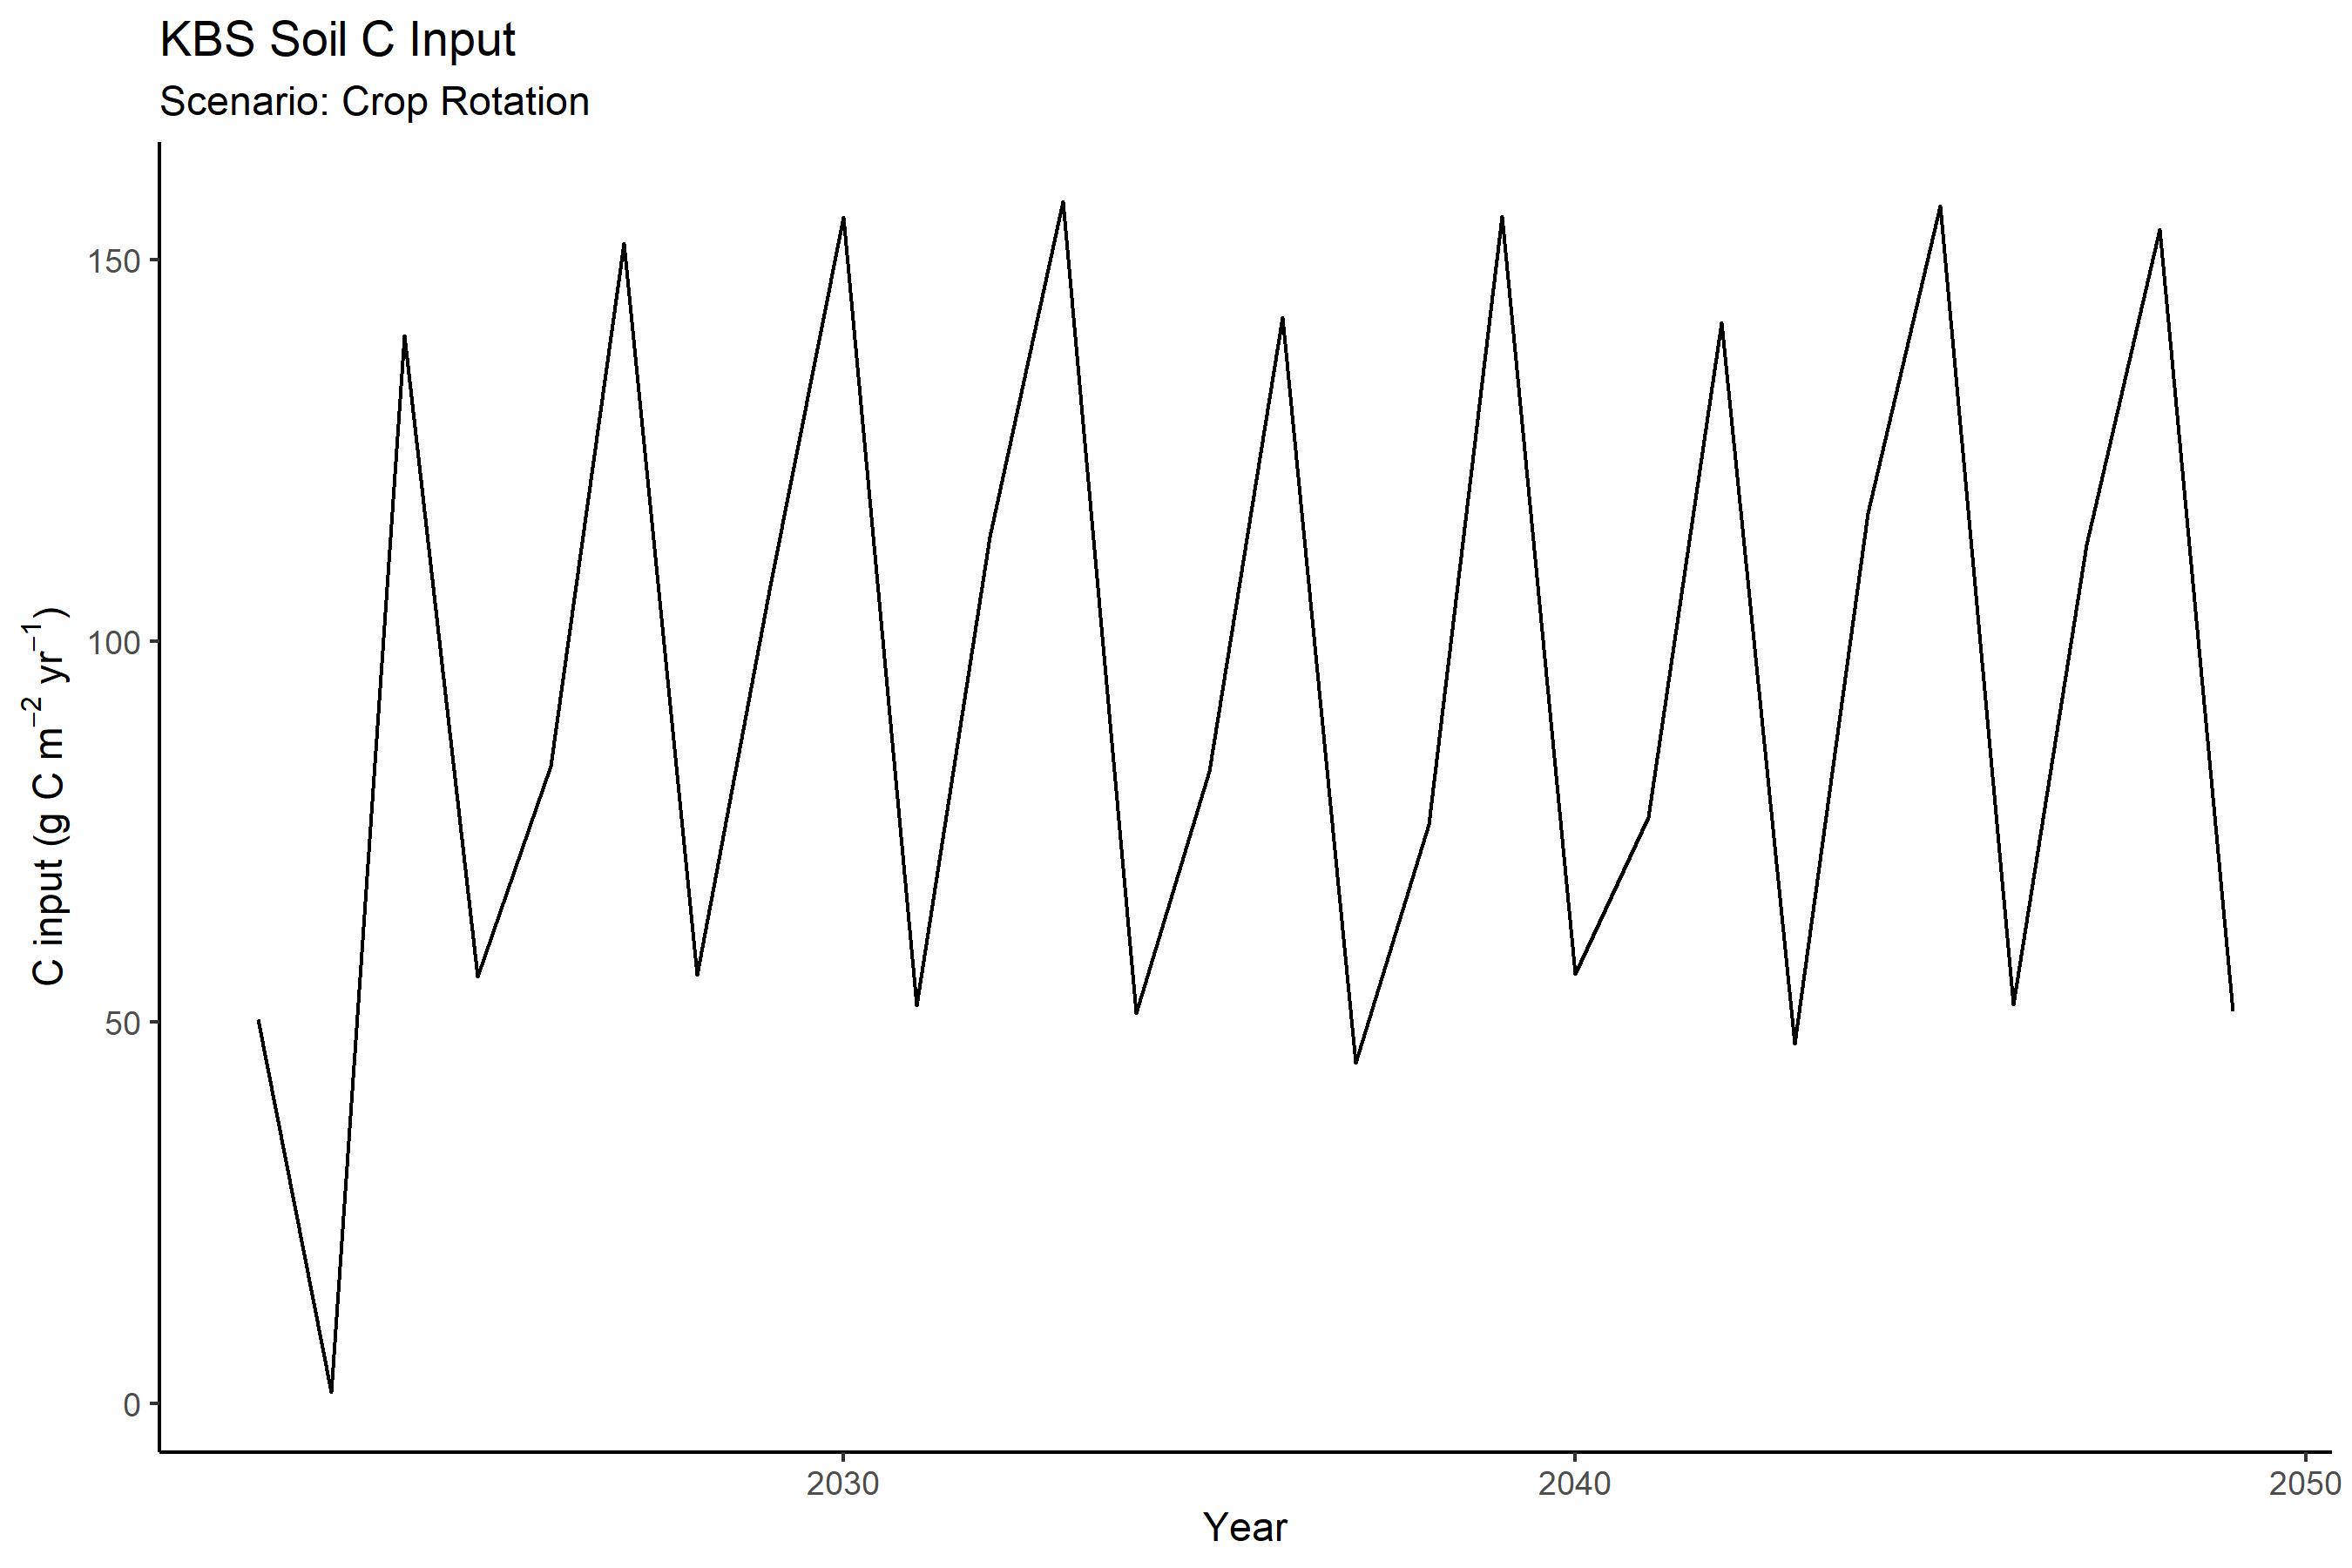 KBS Soil C Input
Scenario: Crop Rotation
C input (g C m⁻² yr⁻¹)
150
100
50
0
2030
2040
2050
Year